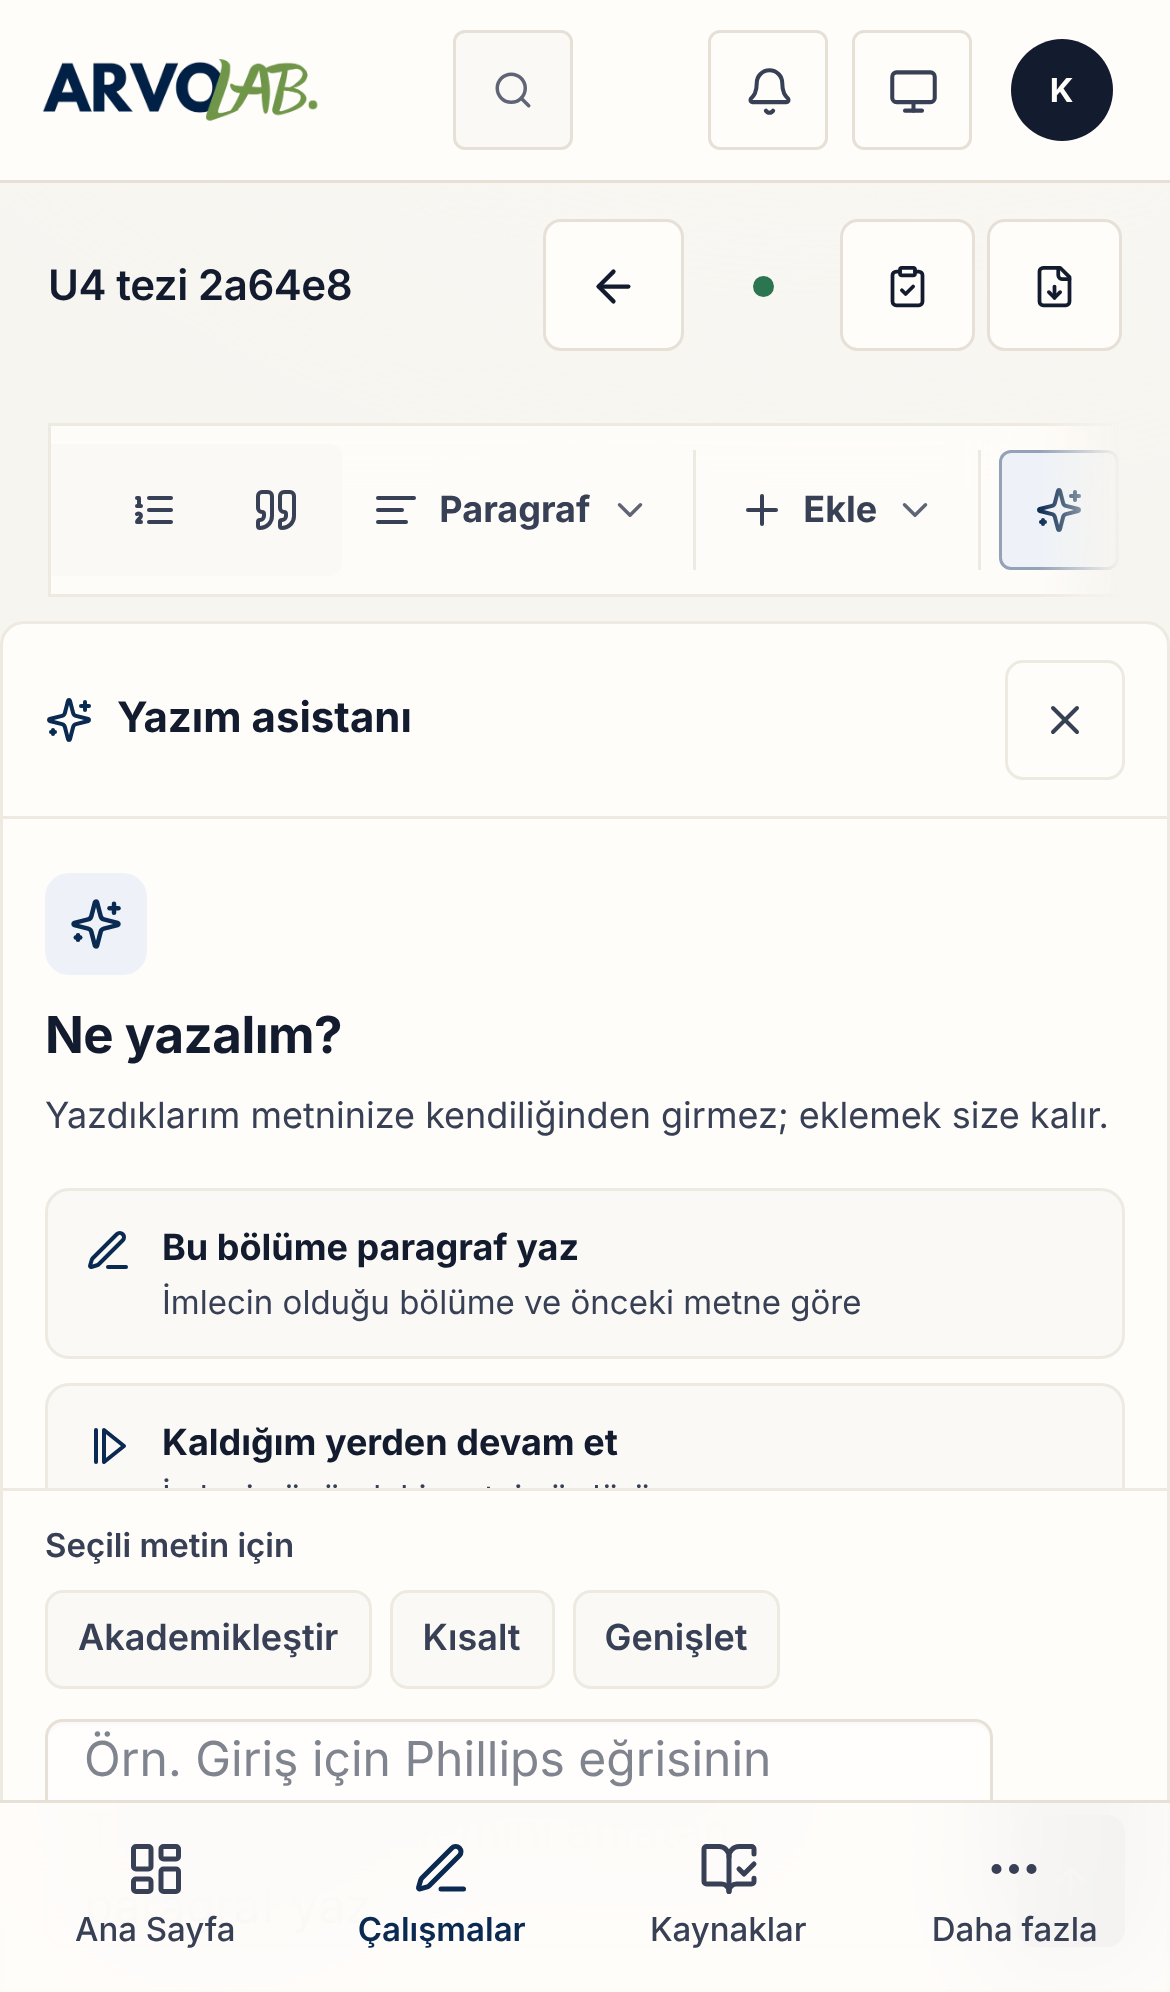 ARVOLAB.
K
U4 tezi 2a64e8
Paragraf
Ekle
Yazım asistanı
Ne yazalım?
Yazdıklarım metninize kendiliğinden girmez; eklemek size kalır.
Bu bölüme paragraf yaz
İmlecin olduğu bölüme ve önceki metne göre
Kaldığım yerden devam et
Seçili metin için
Akademikleştir
Kısalt
Genişlet
Örn. Giriş için Phillips eğrisinin
Ana Sayfa
Çalışmalar
Kaynaklar
Daha fazla